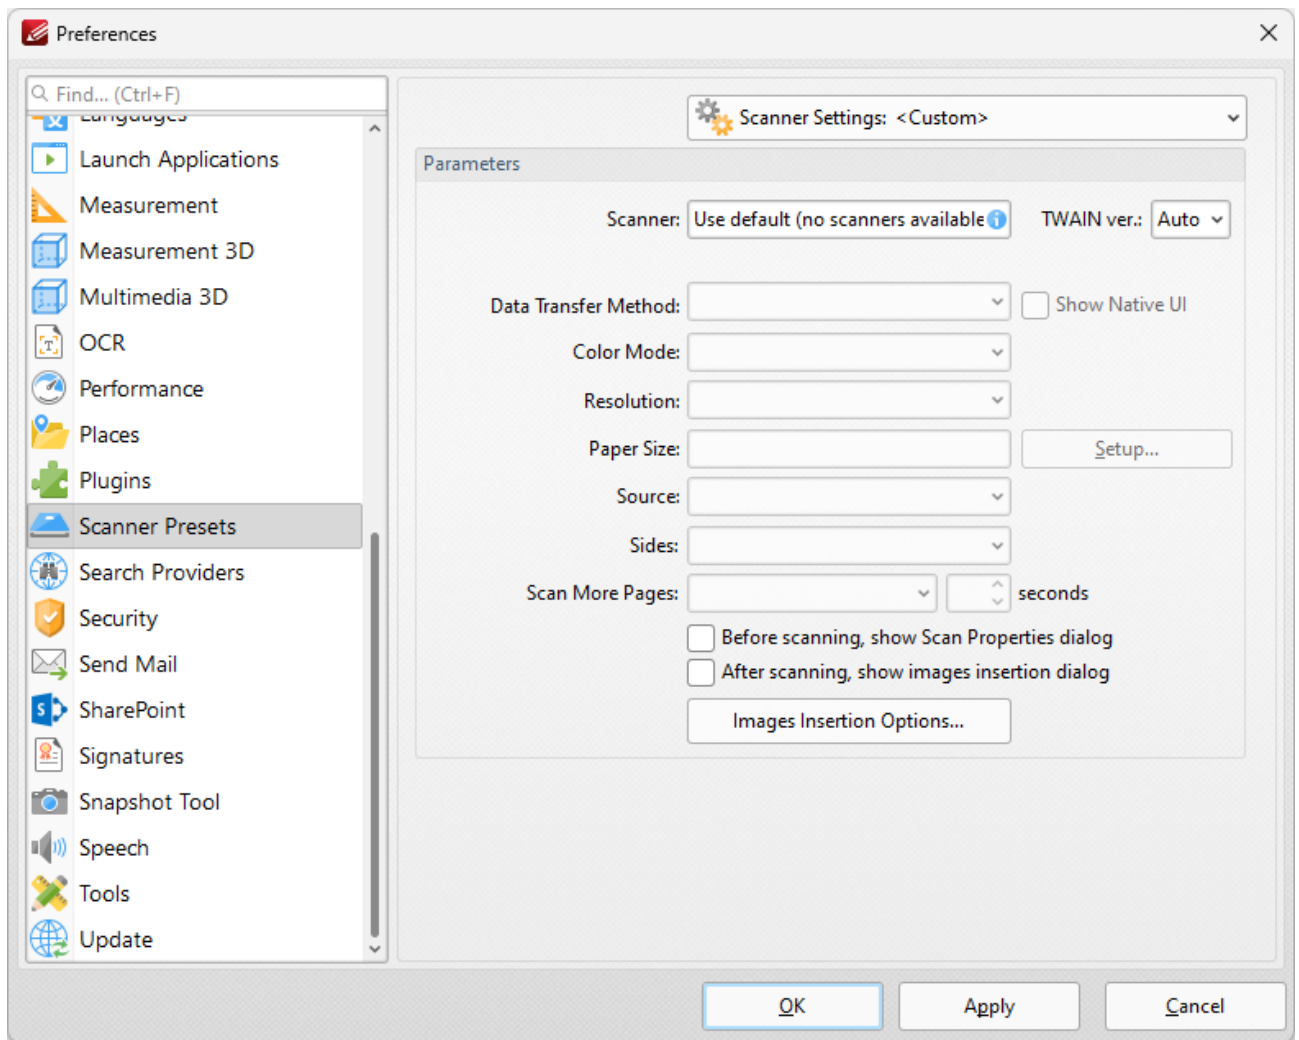 Preferences
Find... (Ctrl+F)
Languages
Launch Applications
Measurement
Measurement 3D
Multimedia 3D
OCR
Performance
Places
Plugins
Scanner Presets
Search Providers
Security
Send Mail
SharePoint
Signatures
Snapshot Tool
Speech
Tools
Update
Scanner Settings: <Custom>
Parameters
Scanner: Use default (no scanners available TWAIN ver.: Auto
Data Transfer Method: Show Native UI
Color Mode:
Resolution:
Paper Size: Setup...
Source:
Sides:
Scan More Pages: seconds
Before scanning, show Scan Properties dialog
After scanning, show images insertion dialog
Images Insertion Options...
OK Apply Cancel